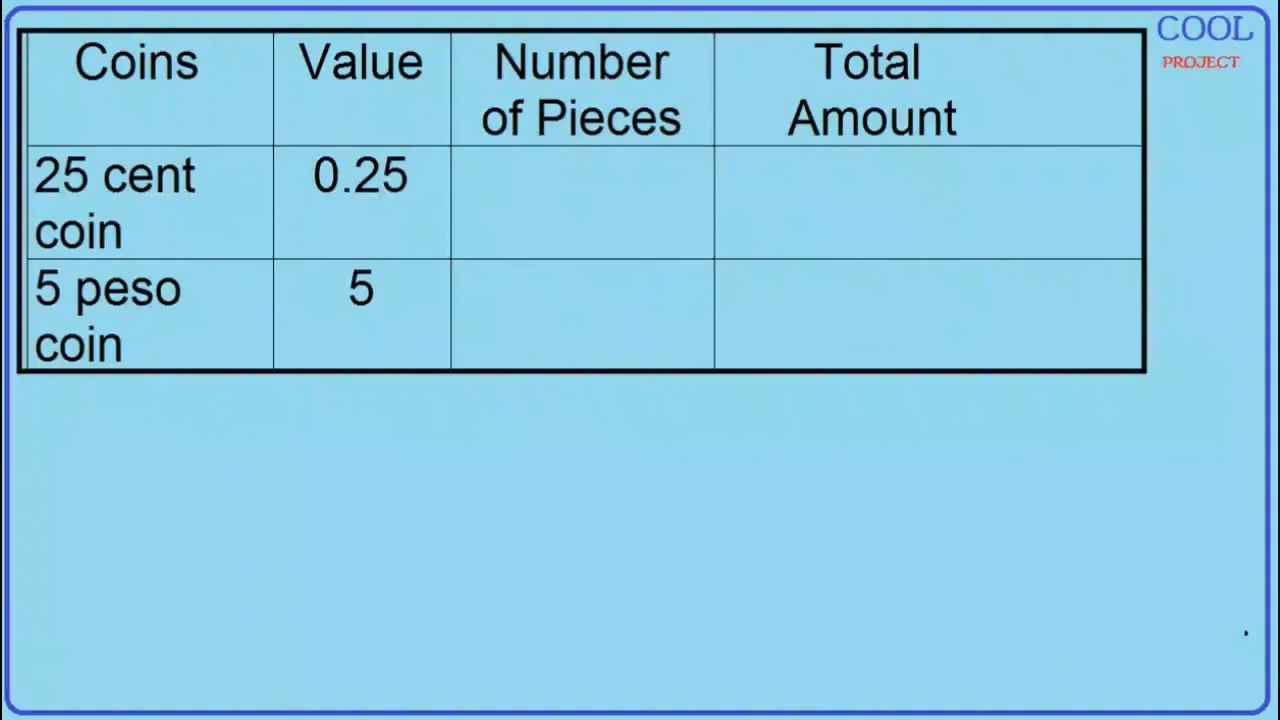 COOL
PROJECT
Coins Value Number of Pieces Total Amount
25 cent coin 0.25
5 peso coin 5